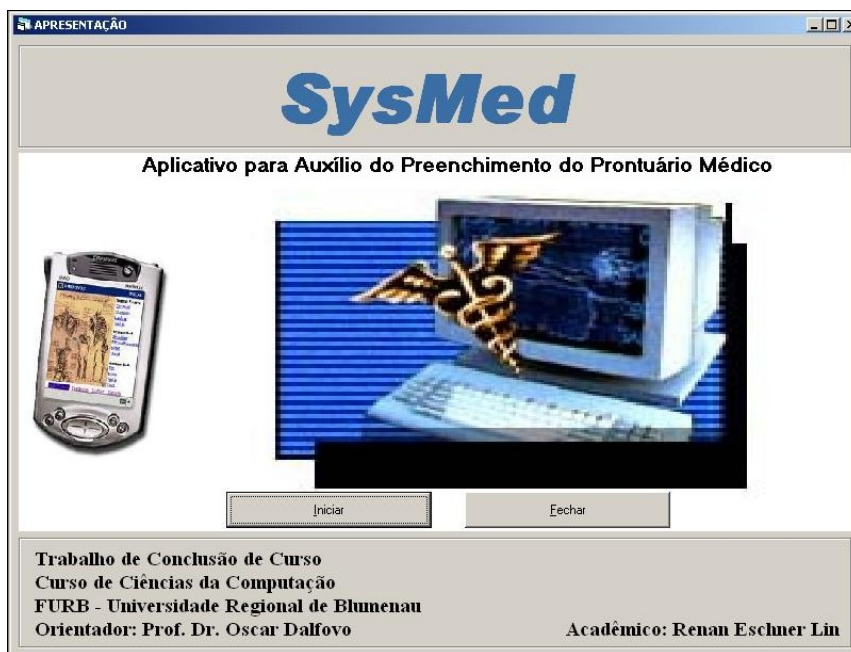 APRESENTAÇÃO
SysMed
Aplicativo para Auxílio do Preenchimento do Prontuário Médico
Iniciar
Fechar
Trabalho de Conclusão de Curso
Curso de Ciências da Computação
FURB - Universidade Regional de Blumenau
Orientador: Prof. Dr. Oscar Dalfovo
Acadêmico: Renan Eschner Lin